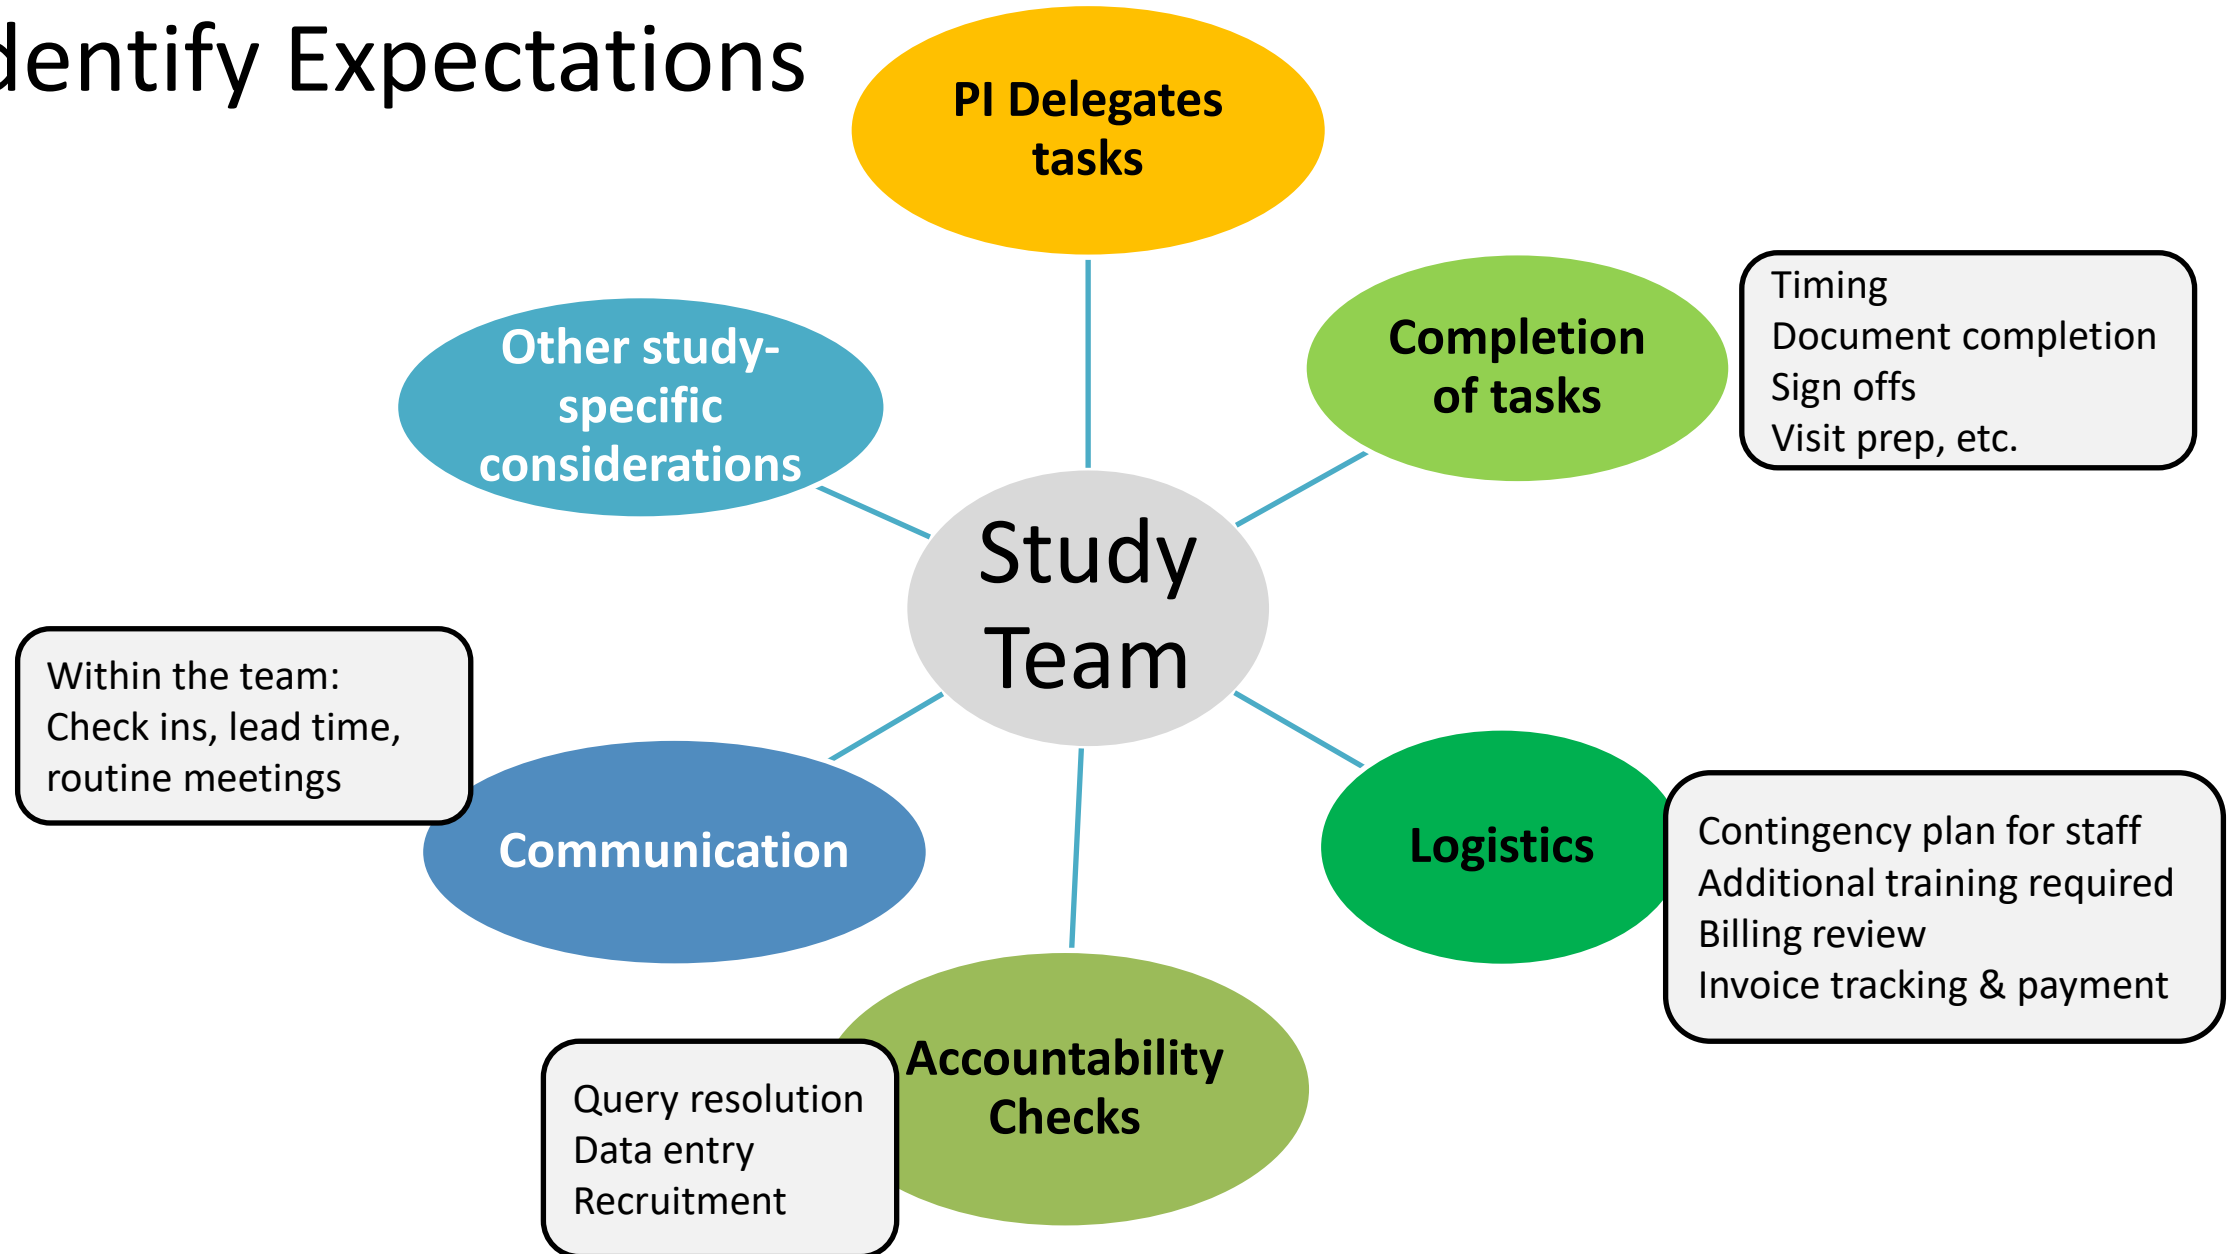 dentify Expectations
PI Delegates
tasks
Completion
of tasks
Timing
Document completion
Sign offs
Visit prep, etc.
Other study-
specific
considerations
Study
Team
Within the team:
Check ins, lead time,
routine meetings
Communication
Logistics
Contingency plan for staff
Additional training required
Billing review
Invoice tracking & payment
Accountability
Checks
Query resolution
Data entry
Recruitment